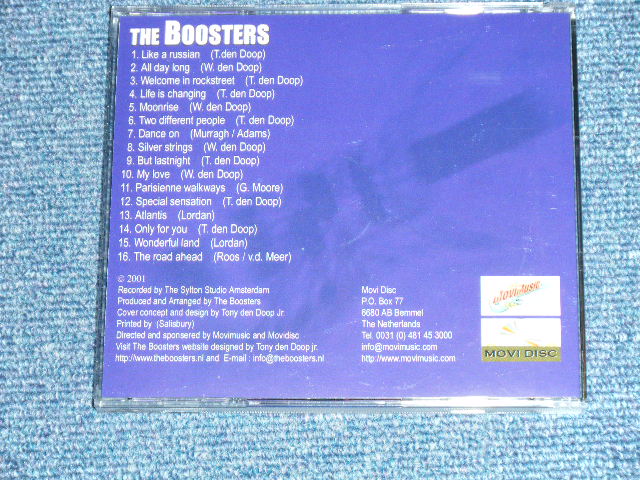 THE BOOSTERS
1. Like a russian (T.den Doop)
2. All day long (W. den Doop)
3. Welcome in rockstreet (T. den Doop)
4. Life is changing (T. den Doop)
5. Moonrise (W. den Doop)
6. Two different people (T. den Doop)
7. Dance on (Murragh / Adams)
8. Silver strings (W. den Doop)
9. But lastnight (T. den Doop)
10. My love (W. den Doop)
11. Parisienne walkways (G. Moore)
12. Special sensation (T. den Doop)
13. Atlantis (Lordan)
14. Only for you (T. den Doop)
15. Wonderful land (Lordan)
16. The road ahead (Roos / v.d. Meer)
© 2001
Recorded by The Sylton Studio Amsterdam
Produced and Arranged by The Boosters
Cover concept and design by Tony den Doop Jr.
Printed by (Salisbury)
Directed and sponsered by Movimusic and Movidisc
Visit The Boosters website designed by Tony den Doop jr.
http://www.theboosters.nl and E-mail : info@theboosters.nl
Movi Disc
P.O. Box 77
6680 AB Bemmel
The Netherlands
Tel. 0031 (0) 481 45 3000
info@movimusic.com
http://www.movimusic.com
MOVIMUSIC
MOVI DISC